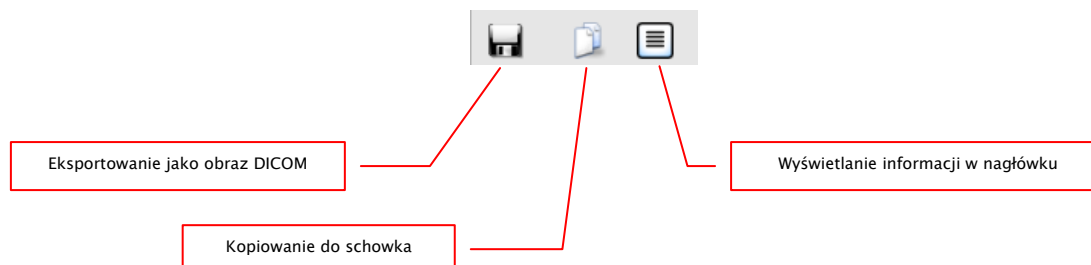 Eksportowanie jako obraz DICOM
Wyświetlanie informacji w nagłówku
Kopiowanie do schowka